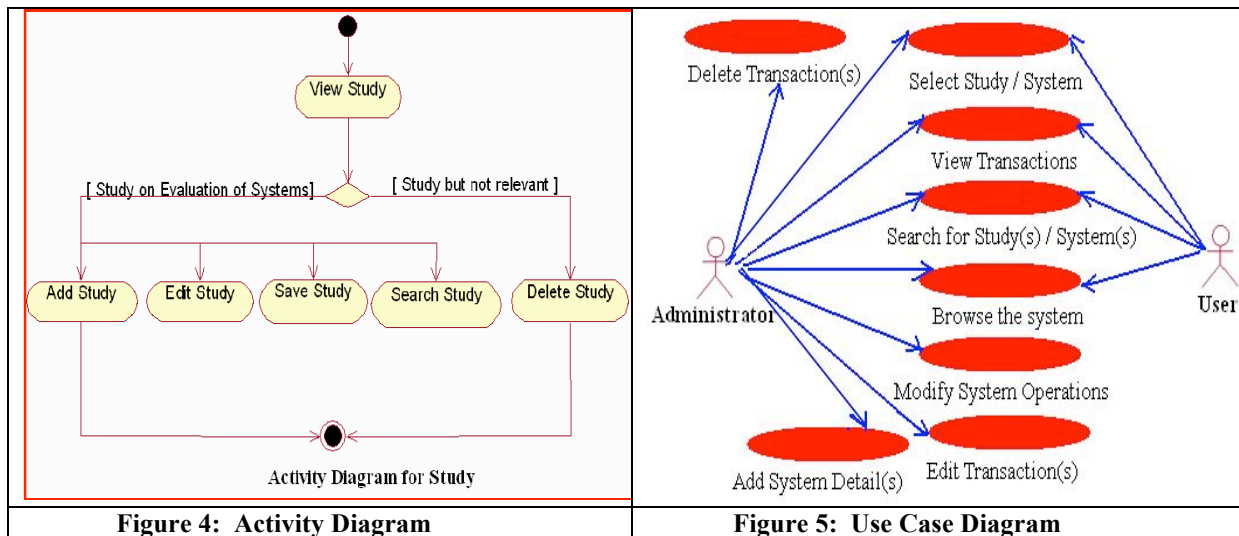 View Study
[ Study on Evaluation of Systems]
[ Study but not relevant ]
Add Study
Edit Study
Save Study
Search Study
Delete Study
Activity Diagram for Study
Delete Transaction(s)
Select Study / System
View Transactions
Search for Study(s) / System(s)
Administrator
User
Browse the system
Modify System Operations
Add System Detail(s)
Edit Transaction(s)
Figure 4: Activity Diagram
Figure 5: Use Case Diagram